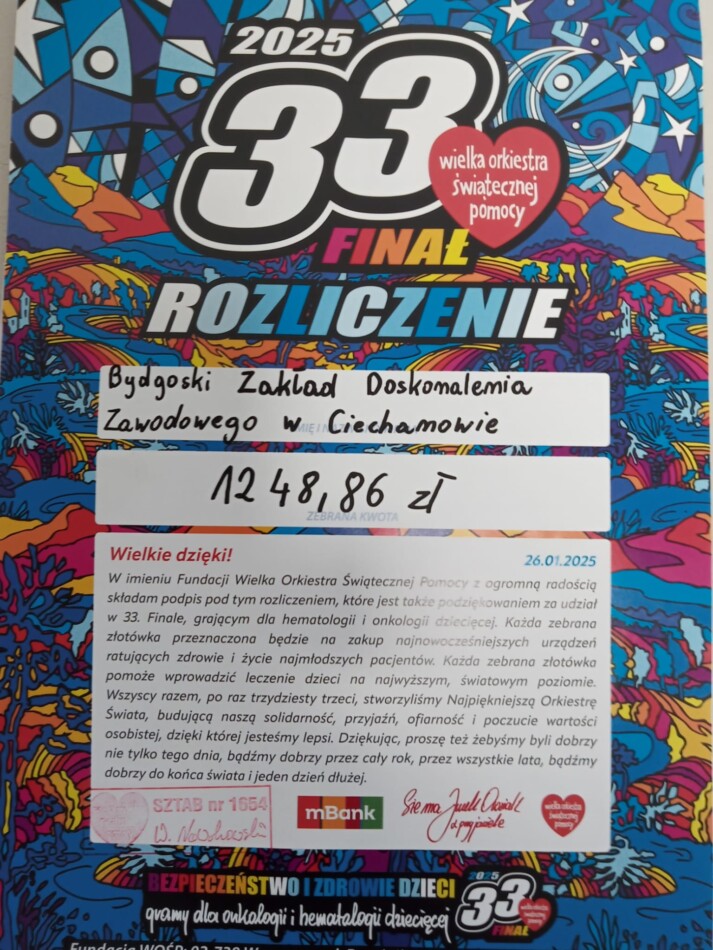 2025
33
wielka orkiestra
świątecznej
pomocy
FINAŁ
ROZLICZENIE
Bydgoski Zakład Doskonalenia
Zawodowego w Ciechanowie
1248,86 zł
ZEBRANA KWOTA
Wielkie dzięki!
26.01.2025
W imieniu Fundacji Wielka Orkiestra Świątecznej Pomocy z ogromną radością
składam podpis pod tym rozliczeniem, które jest także podziękowaniem za udział
w 33. Finale, grającym dla hematologii i onkologii dziecięcej. Każda zebrana
złotówka przeznaczona będzie na zakup najnowocześniejszych urządzeń
ratujących zdrowie i życie najmłodszych pacjentów. Każda zebrana złotówka
pomoże wprowadzić leczenie dzieci na najwyższym, światowym poziomie.
Wszyscy razem, po raz trzydziesty trzeci, stworzyliśmy Najpiękniejszą Orkiestrę
Świata, budującą naszą solidarność, przyjaźń, ofiarność i poczucie wartości
osobistej, dzięki której jesteśmy lepsi. Dziękując, proszę też żebyśmy byli dobrzy
nie tylko tego dnia, bądźmy dobrzy przez cały rok, przez wszystkie lata, bądźmy
dobrzy do końca świata i jeden dzień dłużej.
SZTAB nr 1654
mBank
Siema
wielka orkiestra
świątecznej
pomocy
BEZPIECZEŃSTWO I ZDROWIE DZIECI
gramy dla onkologii i hematologii dziecięcej
2025
33
FINAŁ
Fundacja WOŚP: